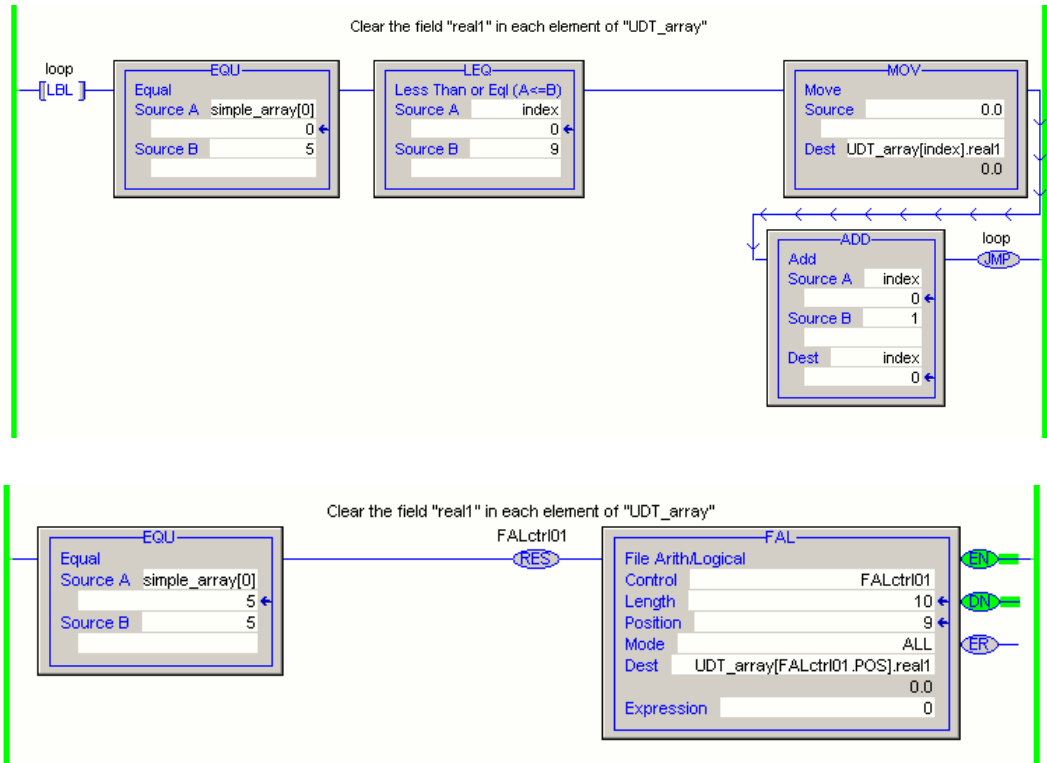 Clear the field "real1" in each element of "UDT_array"
loop
LBL
EQU
Equal
Source A simple_array[0]
0
Source B 5
LEQ
Less Than or Eql (A<=B)
Source A index
0
Source B 9
MOV
Move
Source 0.0
Dest UDT_array[index].real1
0.0
ADD
Add
Source A index
0
Source B 1
Dest index
0
loop
JMP
Clear the field "real1" in each element of "UDT_array"
EQU
Equal
Source A simple_array[0]
5
Source B 5
FALctrl01
RES
FAL
File Arith/Logical
Control FALctrl01
Length 10
Position 9
Mode ALL
Dest UDT_array[FALctrl01.POS].real1
0.0
Expression 0
EN
DN
ER